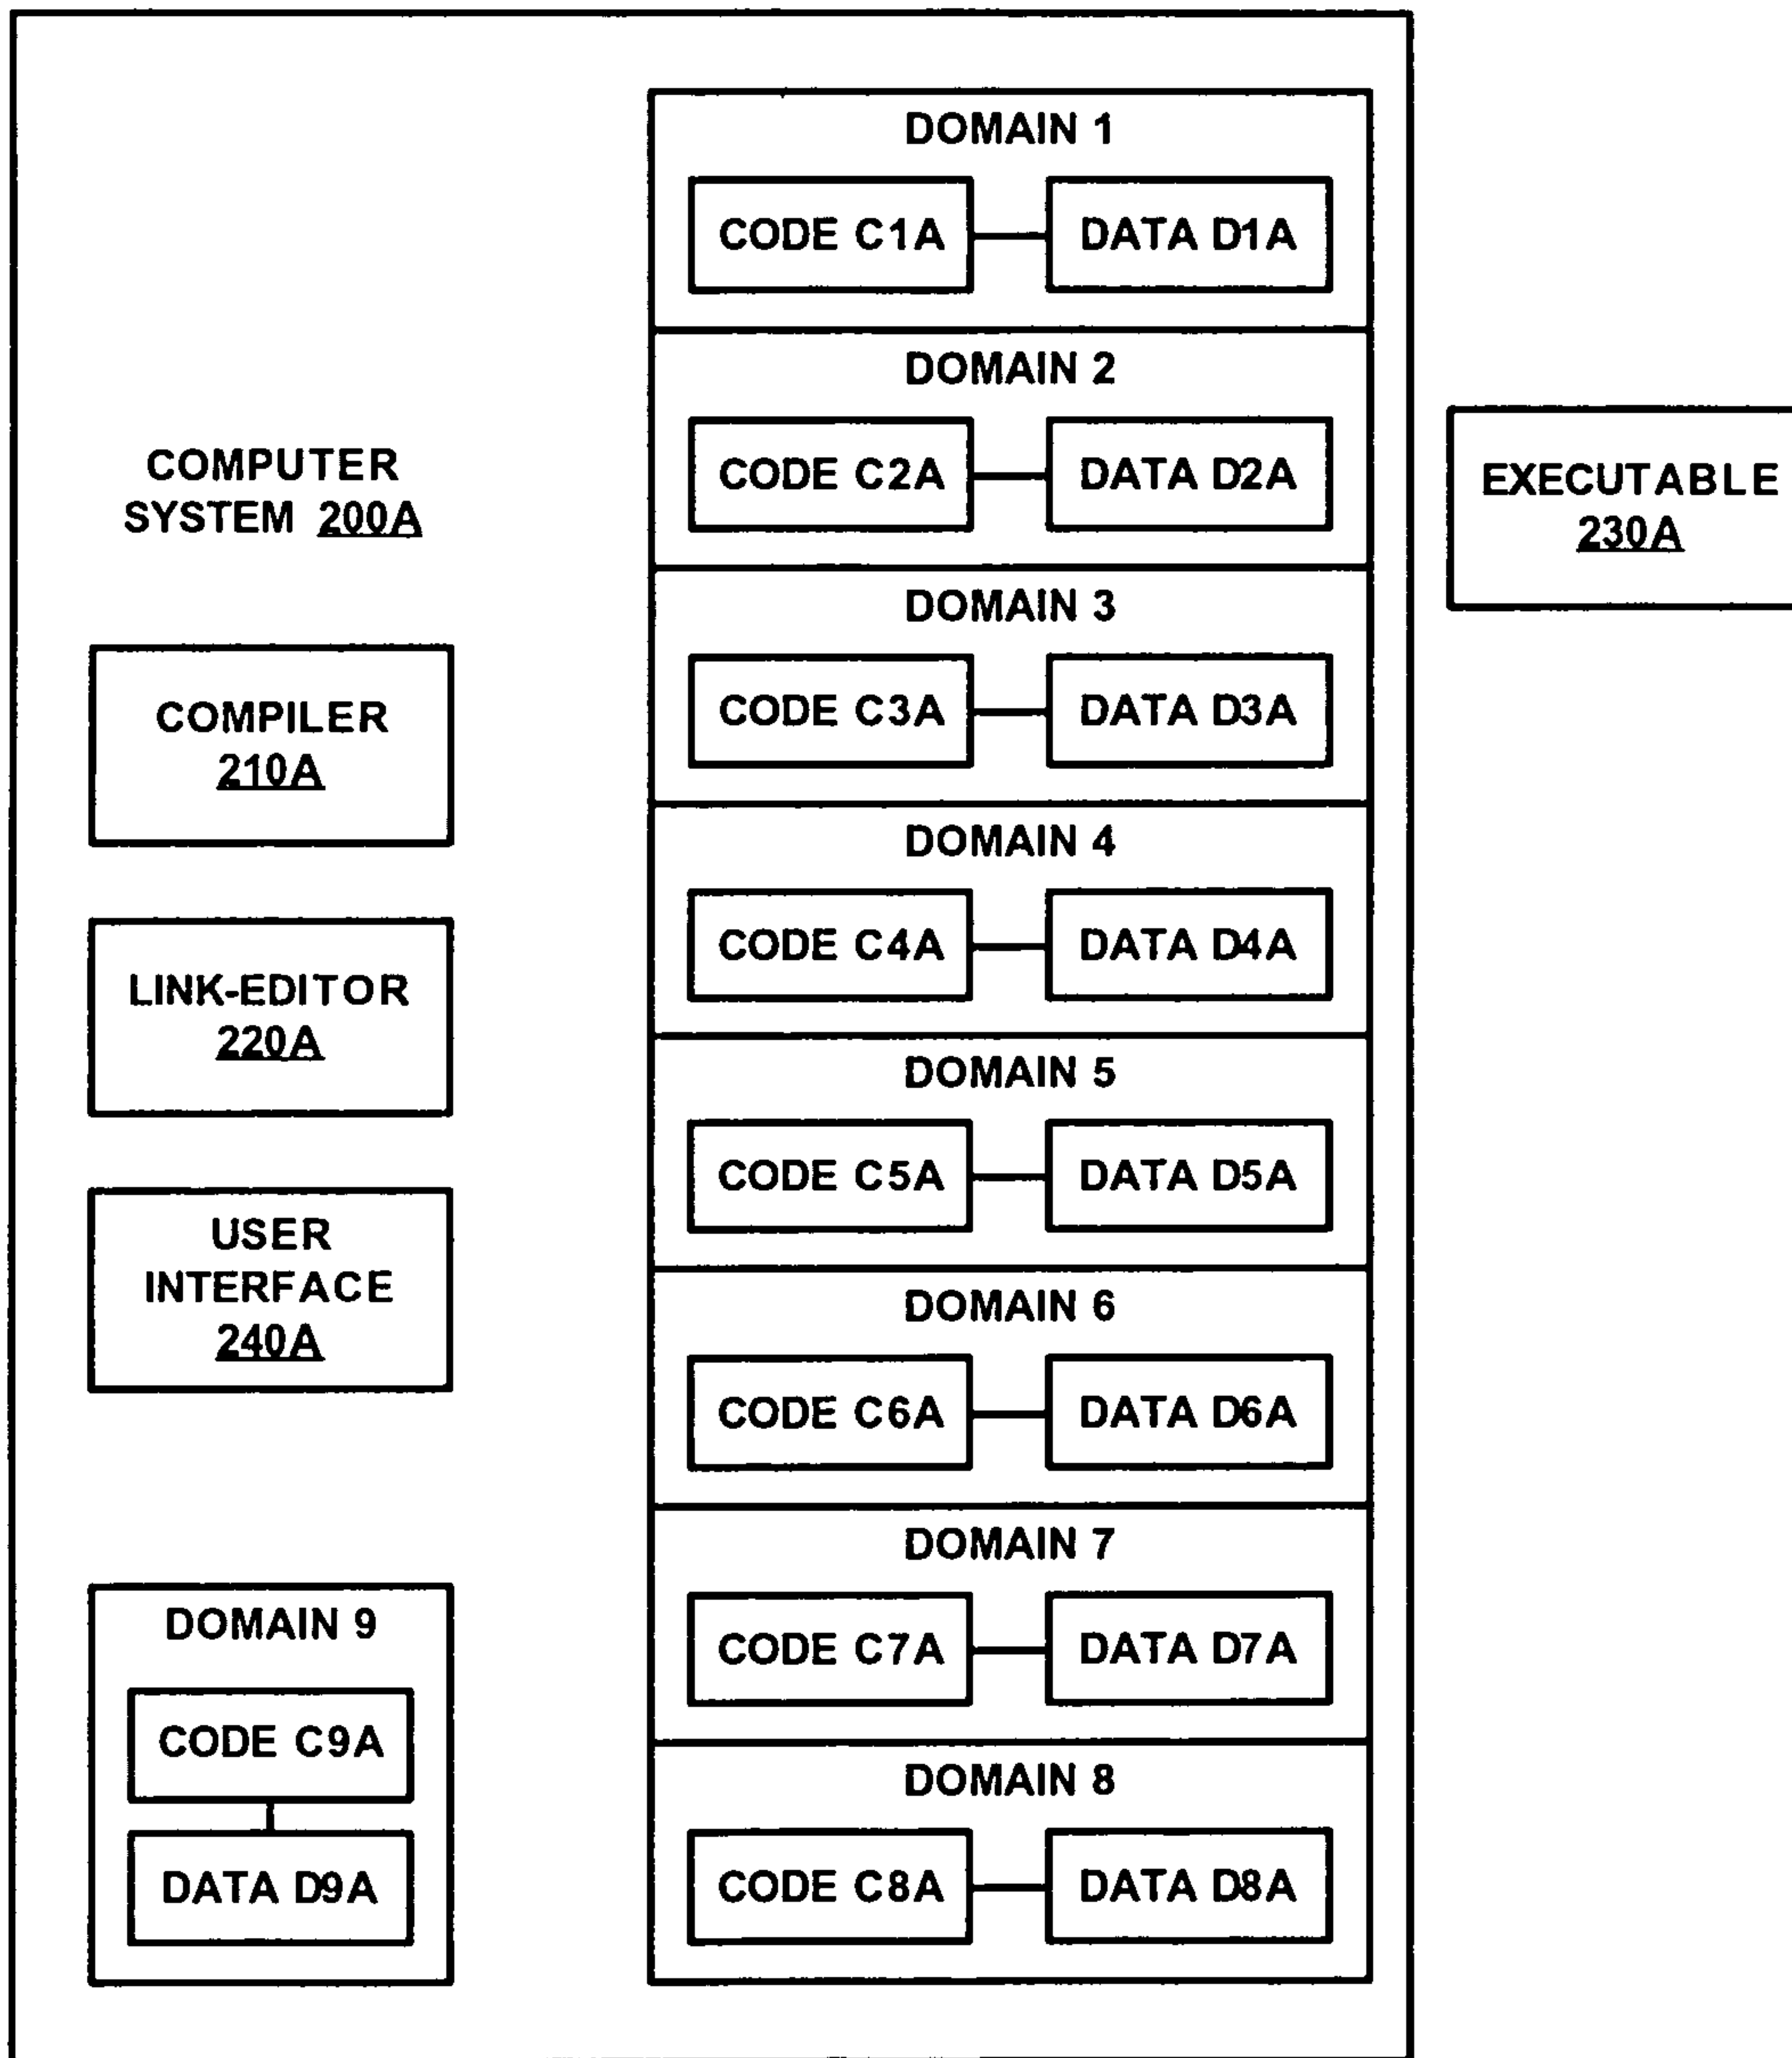 COMPUTER
SYSTEM 200A
COMPILER
210A
LINK-EDITOR
220A
USER
INTERFACE
240A
DOMAIN 9
CODE C9A
DATA D9A
DOMAIN 1
CODE C1A
DATA D1A
DOMAIN 2
CODE C2A
DATA D2A
DOMAIN 3
CODE C3A
DATA D3A
DOMAIN 4
CODE C4A
DATA D4A
DOMAIN 5
CODE C5A
DATA D5A
DOMAIN 6
CODE C6A
DATA D6A
DOMAIN 7
CODE C7A
DATA D7A
DOMAIN 8
CODE C8A
DATA D8A
EXECUTABLE
230A